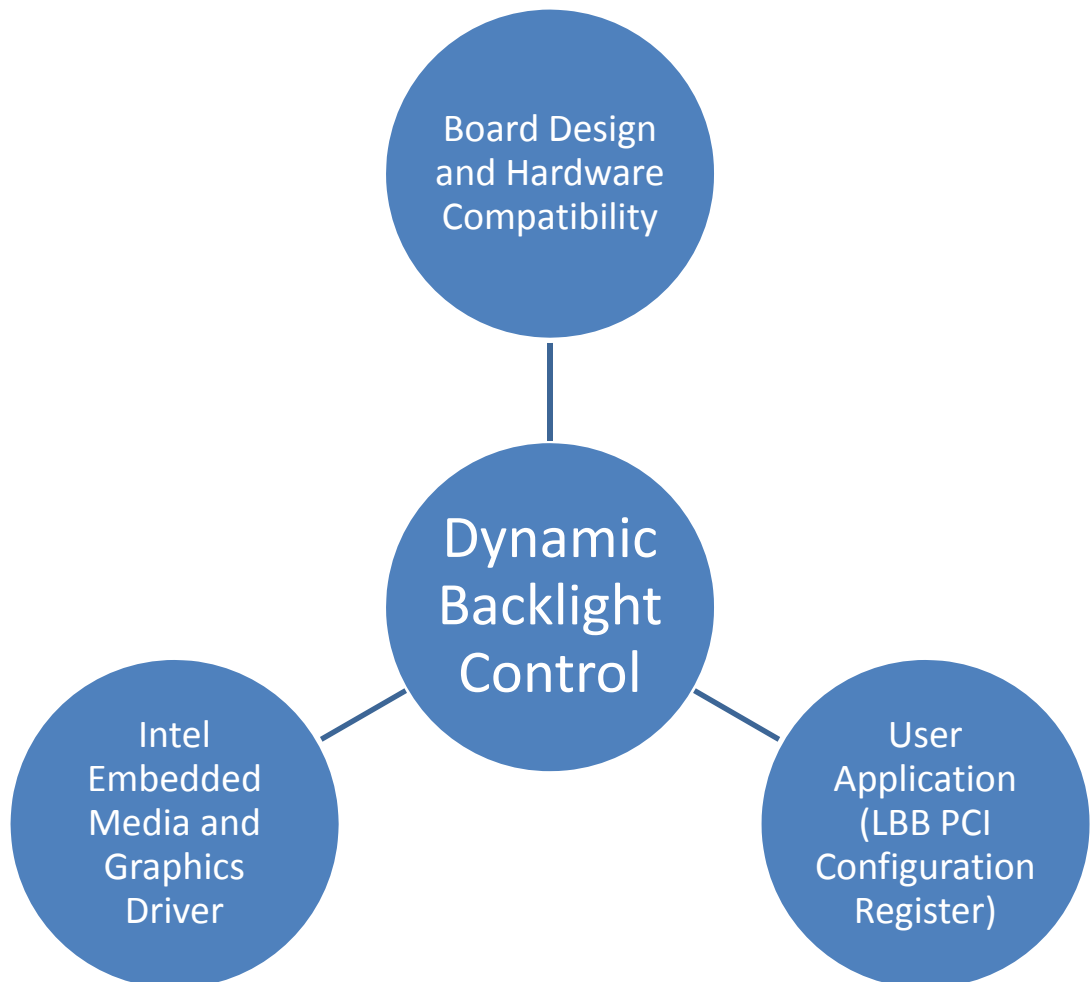 Board Design
and Hardware
Compatibility
Dynamic
Backlight
Control
Intel
Embedded
Media and
Graphics
Driver
User
Application
(LBB PCI
Configuration
Register)